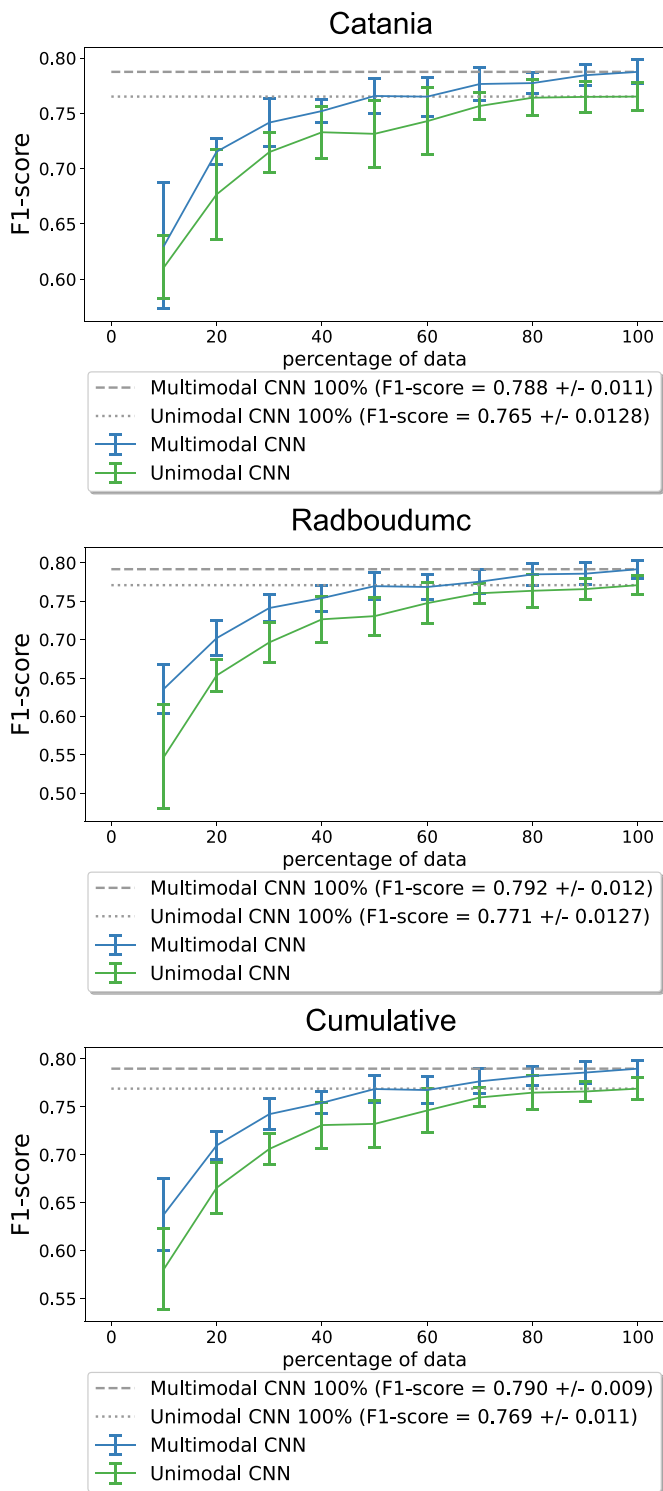 Catania
0.80
0.75
0.70
0.65
0.60
F1-score
0 20 40 60 80 100
percentage of data
Multimodal CNN 100% (F1-score = 0.788 +/- 0.011)
Unimodal CNN 100% (F1-score = 0.765 +/- 0.0128)
Multimodal CNN
Unimodal CNN
Radboudumc
0.80
0.75
0.70
0.65
0.60
0.55
0.50
F1-score
0 20 40 60 80 100
percentage of data
Multimodal CNN 100% (F1-score = 0.792 +/- 0.012)
Unimodal CNN 100% (F1-score = 0.771 +/- 0.0127)
Multimodal CNN
Unimodal CNN
Cumulative
0.80
0.75
0.70
0.65
0.60
0.55
F1-score
0 20 40 60 80 100
percentage of data
Multimodal CNN 100% (F1-score = 0.790 +/- 0.009)
Unimodal CNN 100% (F1-score = 0.769 +/- 0.011)
Multimodal CNN
Unimodal CNN